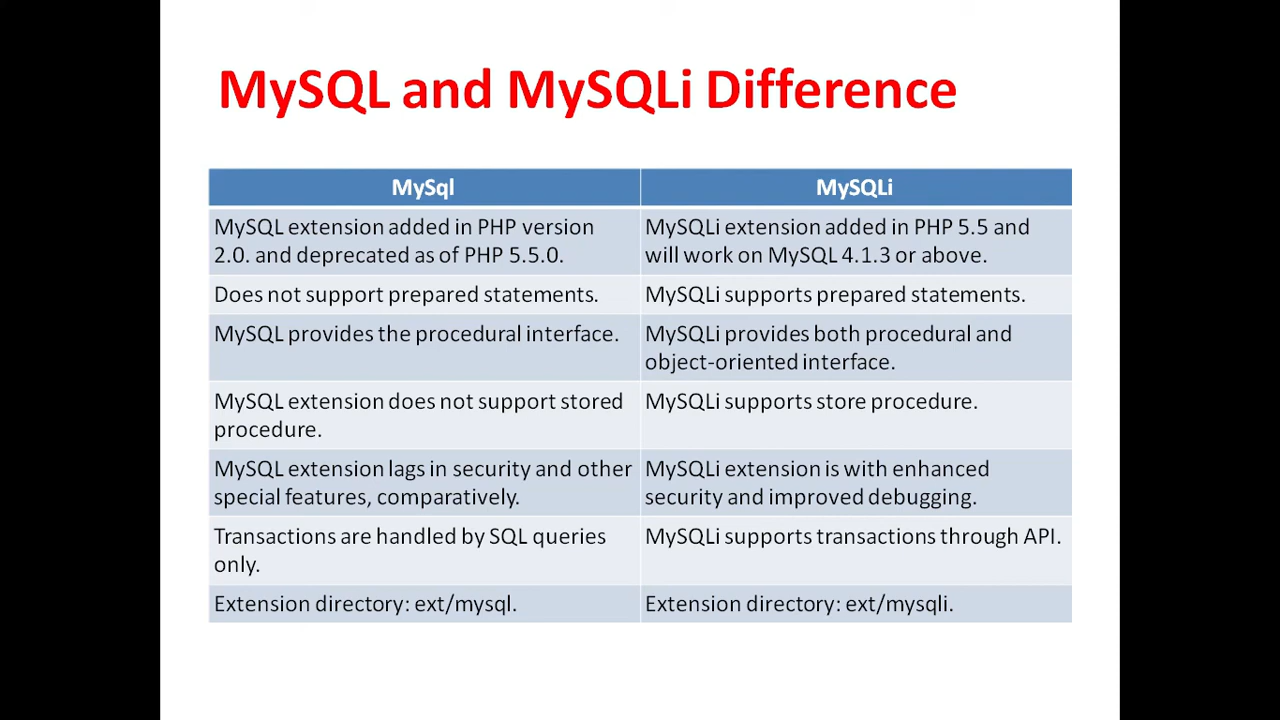 MySQL and MySQLi Difference
MySql
MySQLi
MySQL extension added in PHP version
2.0. and deprecated as of PHP 5.5.0.
MySQLi extension added in PHP 5.5 and
will work on MySQL 4.1.3 or above.
Does not support prepared statements.
MySQLi supports prepared statements.
MySQL provides the procedural interface.
MySQLi provides both procedural and
object-oriented interface.
MySQL extension does not support stored
procedure.
MySQLi supports store procedure.
MySQL extension lags in security and other
special features, comparatively.
MySQLi extension is with enhanced
security and improved debugging.
Transactions are handled by SQL queries
only.
MySQLi supports transactions through API.
Extension directory: ext/mysql.
Extension directory: ext/mysqli.